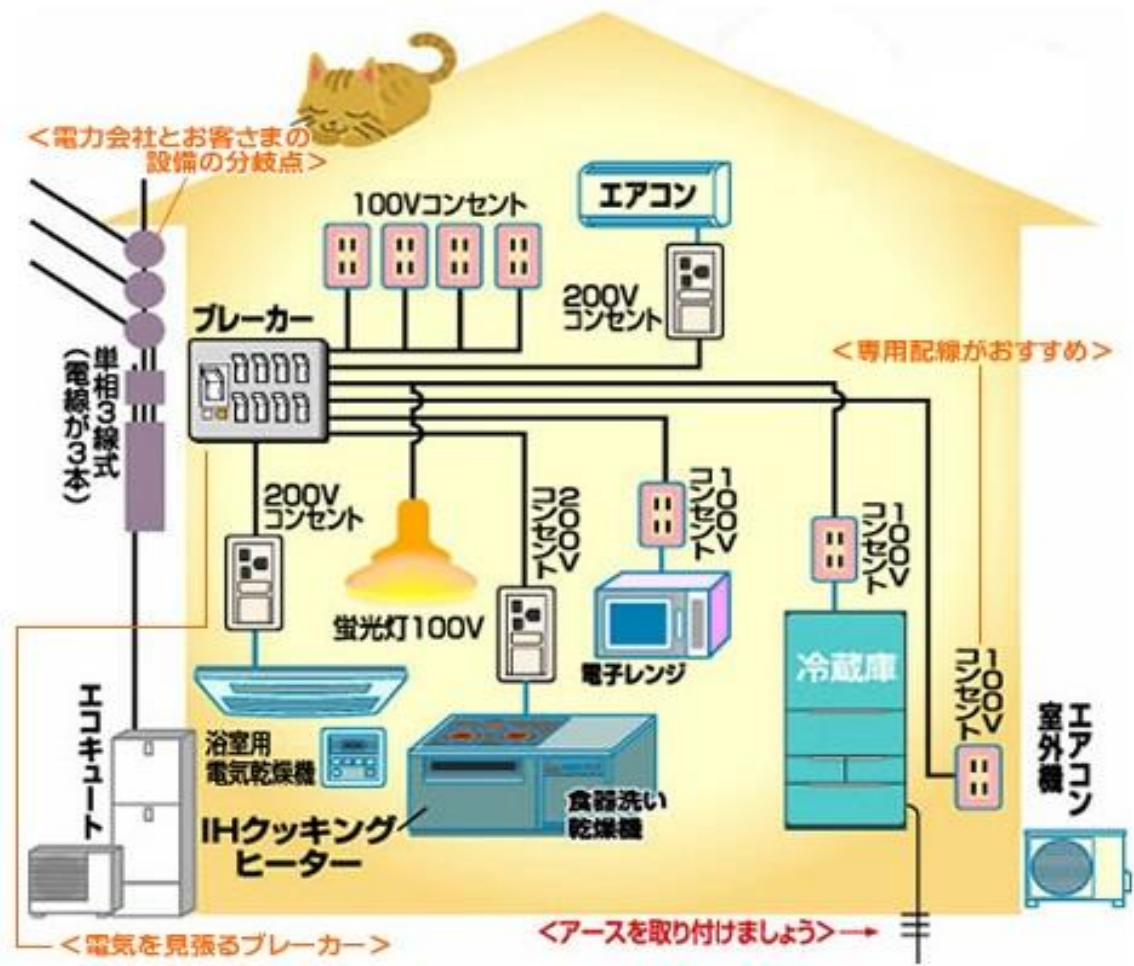 <電力会社とお客さまの
設備の分岐点>
100Vコンセント
エアコン
200V
コンセント
ブレーカー
<専用配線がおすすめ>
単相3線式
(電線が3本)
200V
コンセント
200V
コンセント
100V
コンセント
100V
コンセント
蛍光灯100V
電子レンジ
冷蔵庫
100V
コンセント
エコキュート
浴室用
電気乾燥機
IHクッキング
ヒーター
食器洗い
乾燥機
エアコン
室外機
<アースを取り付けましょう>
<電気を見張るブレーカー>